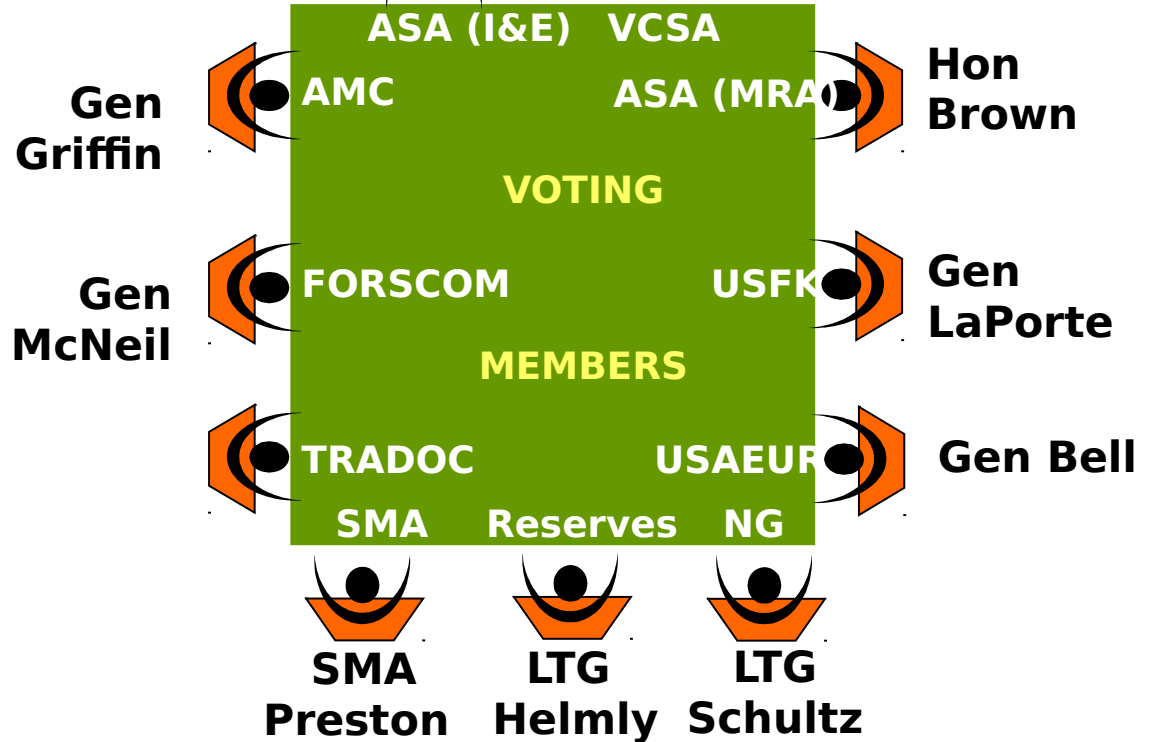 ASA (I&E) VCSA
Gen
Griffin
AMC
ASA (MRA)
Hon
Brown
VOTING
Gen
McNeil
FORSCOM
USFK
Gen
LaPorte
MEMBERS
TRADOC
USAEUR
Gen Bell
SMA Reserves NG
SMA
Preston
LTG
Helmly
LTG
Schultz